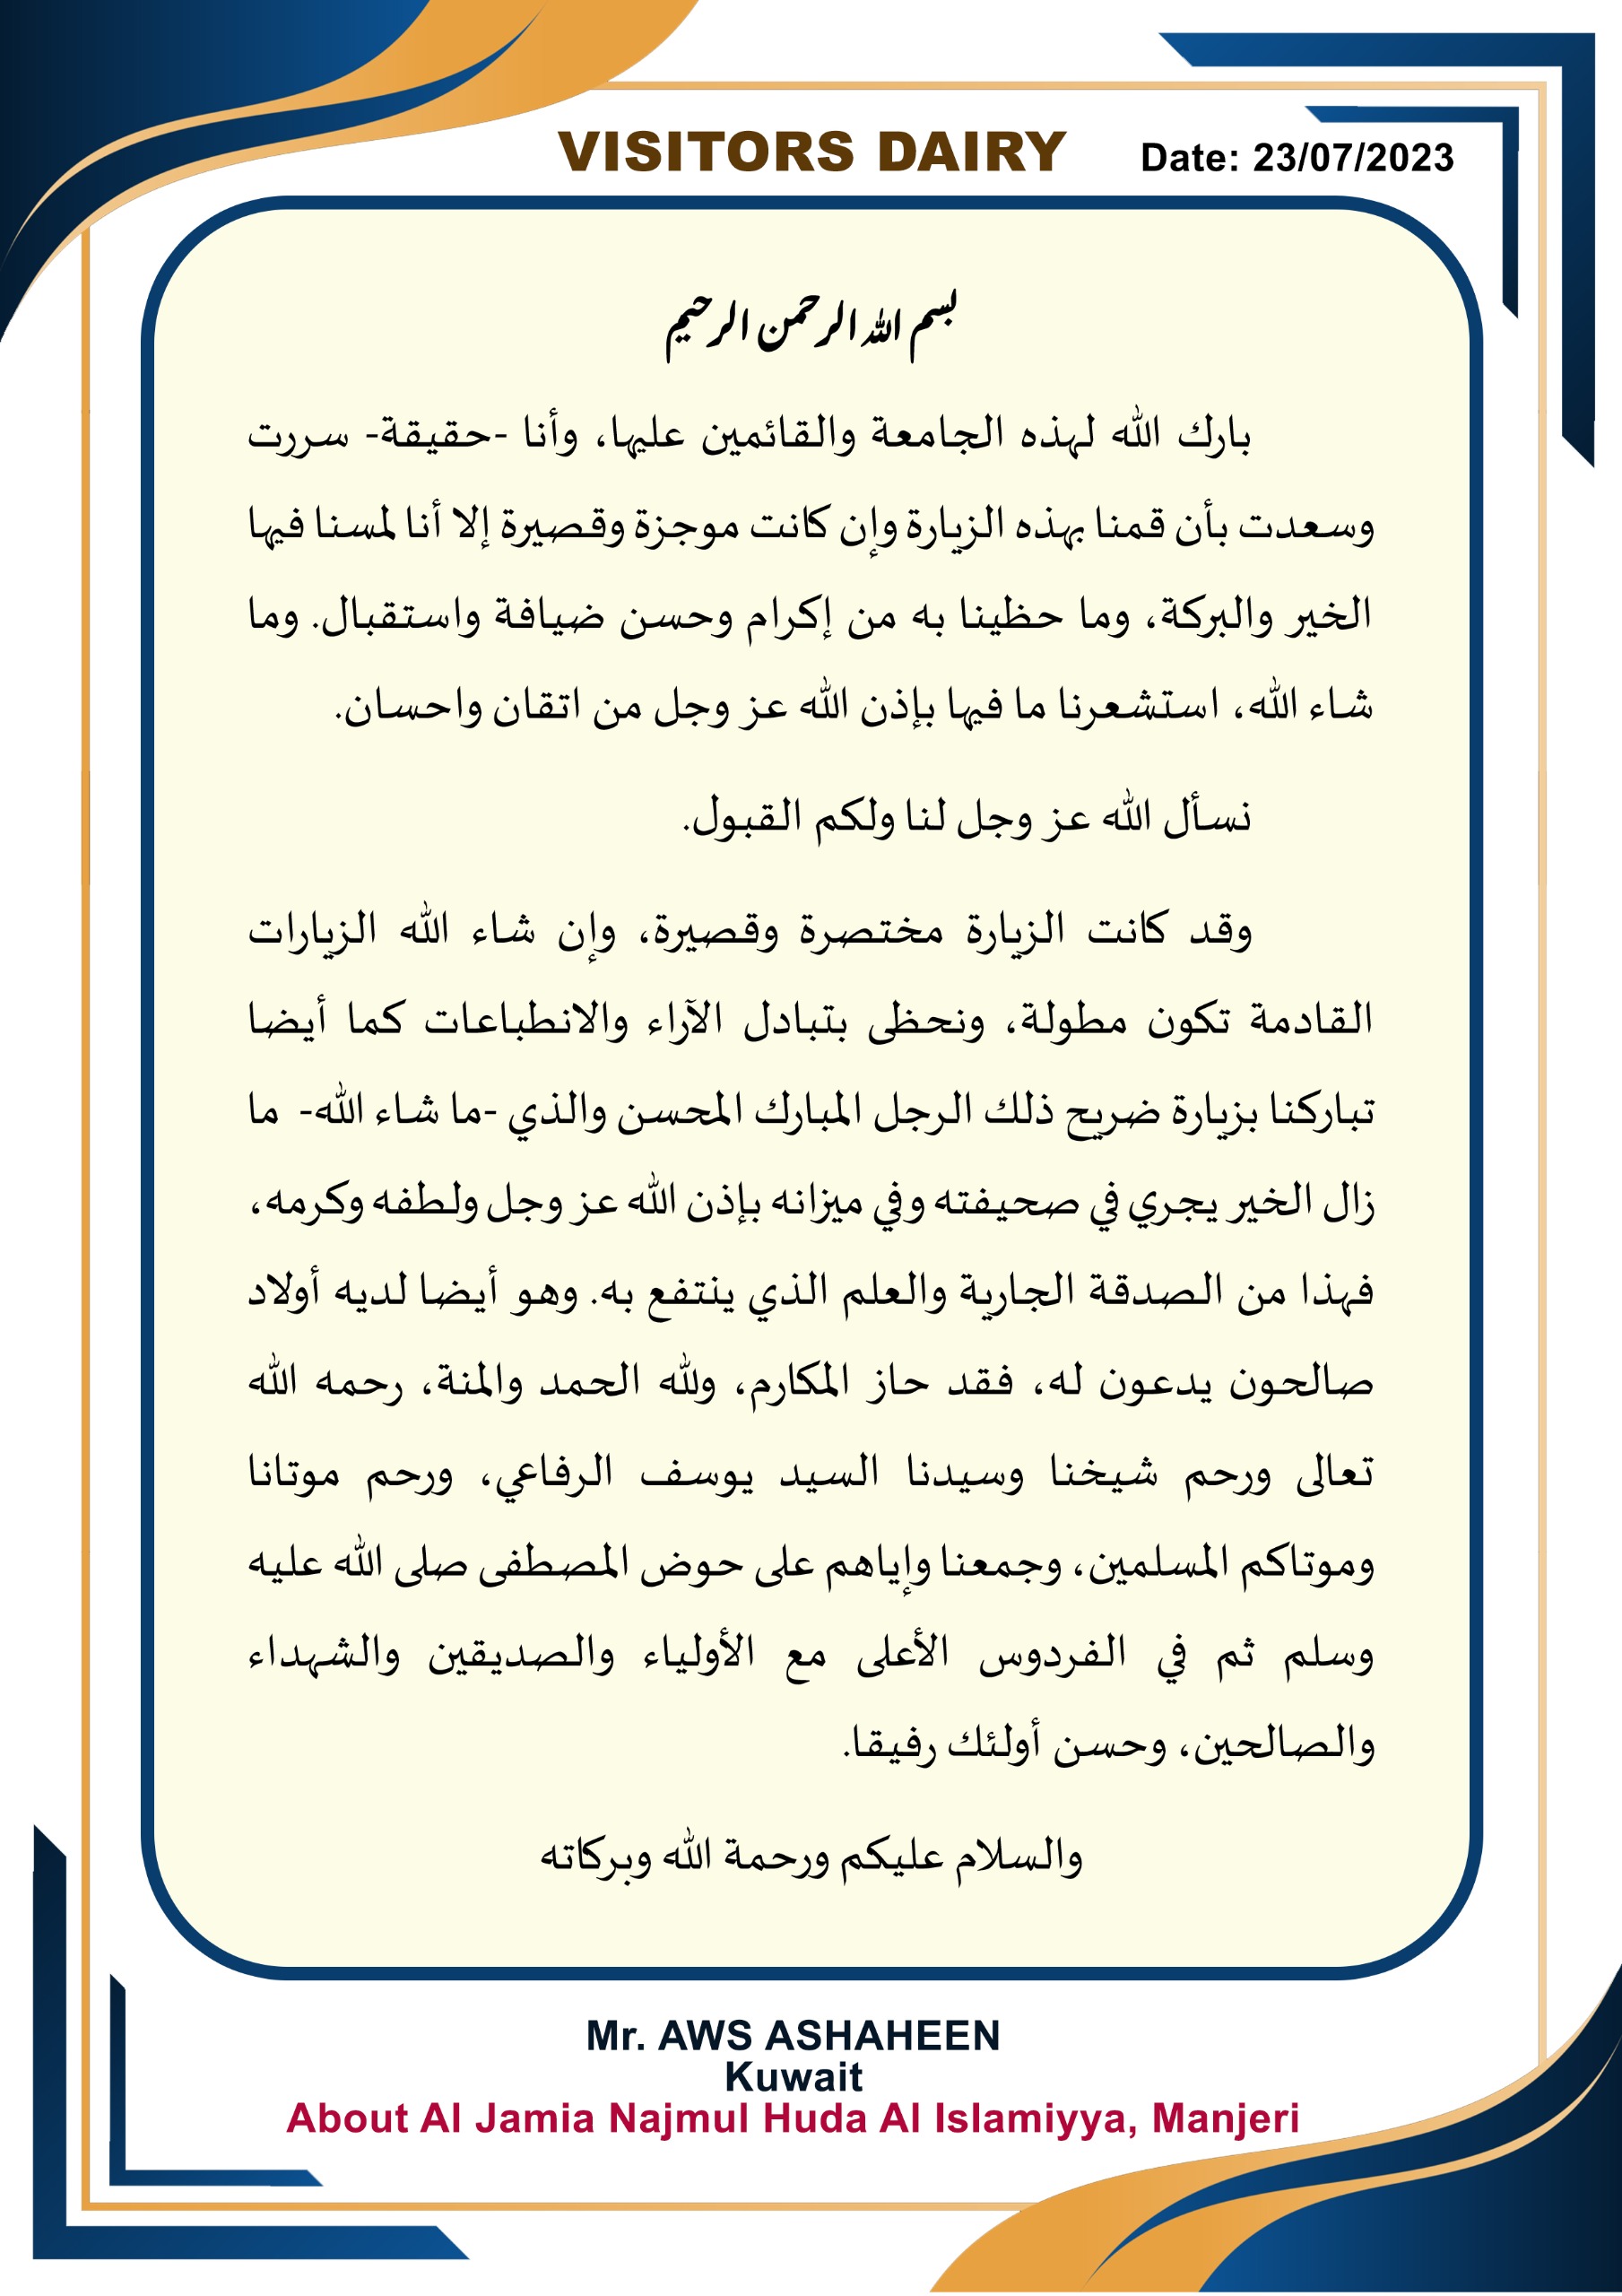 VISITORS DAIRY
Date: 23/07/2023
بسم الله الرحمن الرحيم
بارك الله لهذه الجامعة والقائمين عليها، وأنا -حقيقة- سررت
وسعدت بأن قمنا بهذه الزيارة وإن كانت موجزة وقصيرة إلا أنا لمسنا فيها
الخير والبركة، وما حظينا به من إكرام وحسن ضيافة واستقبال. وما
شاء الله، استشعرنا ما فيها بإذن الله عز وجل من اتقان واحسان.
نسأل الله عز وجل لنا ولكم القبول.
وقد كانت الزيارة مختصرة وقصيرة، وإن شاء الله الزيارات
القادمة تكون مطولة، ونحظى بتبادل الآراء والانطباعات كما أيضا
تباركنا بزيارة ضريح ذلك الرجل المبارك المحسن والذي -ما شاء الله- ما
زال الخير يجري في صحيفته وفي ميزانه بإذن الله عز وجل ولطفه وكرمه،
فهذا من الصدقة الجارية والعلم الذي ينتفع به. وهو أيضا لديه أولاد
صالحون يدعون له، فقد حاز المكارم، ولله الحمد والمنة، رحمه الله
تعالى ورحم شيخنا وسيدنا السيد يوسف الرفاعي، ورحم موتانا
وموتاكم المسلمين، وجمعنا وإياهم على حوض المصطفى صلى الله عليه
وسلم ثم في الفردوس الأعلى مع الأولياء والصديقين والشهداء
والصالحين، وحسن أولئك رفيقا.
والسلام عليكم ورحمة الله وبركاته
Mr. AWS ASHAHEEN
Kuwait
About Al Jamia Najmul Huda Al Islamiyya, Manjeri